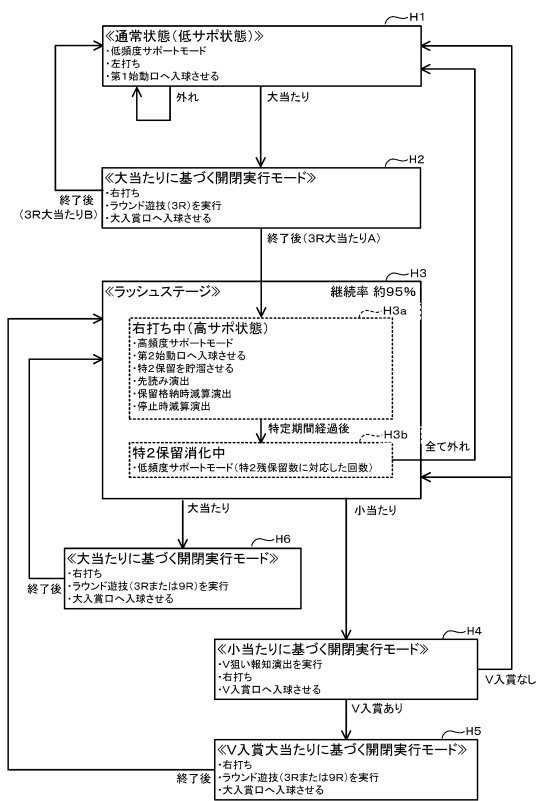 H1
≪通常状態(低サポ状態)≫
・低頻度サポートモード
・左打ち
・第1始動口へ入球させる
外れ
大当たり
H2
≪大当たりに基づく開閉実行モード≫
・右打ち
・ラウンド遊技(3R)を実行
・大入賞口へ入球させる
終了後
(3R大当たりB)
終了後(3R大当たりA)
H3
≪ラッシュステージ≫
継続率 約95%
H3a
右打ち中(高サポ状態)
・高頻度サポートモード
・第2始動口へ入球させる
・特2保留を貯溜させる
・先読み演出
・保留格納時減算演出
・停止時減算演出
特定期間経過後
H3b
特2保留消化中
・低頻度サポートモード(特2残保留数に対応した回数)
全て外れ
大当たり
小当たり
H6
≪大当たりに基づく開閉実行モード≫
・右打ち
・ラウンド遊技(3Rまたは9R)を実行
・大入賞口へ入球させる
終了後
H4
≪小当たりに基づく開閉実行モード≫
・V狙い報知演出を実行
・右打ち
・V入賞口へ入球させる
V入賞なし
V入賞あり
H5
≪V入賞大当たりに基づく開閉実行モード≫
・右打ち
・ラウンド遊技(3Rまたは9R)を実行
・大入賞口へ入球させる
終了後